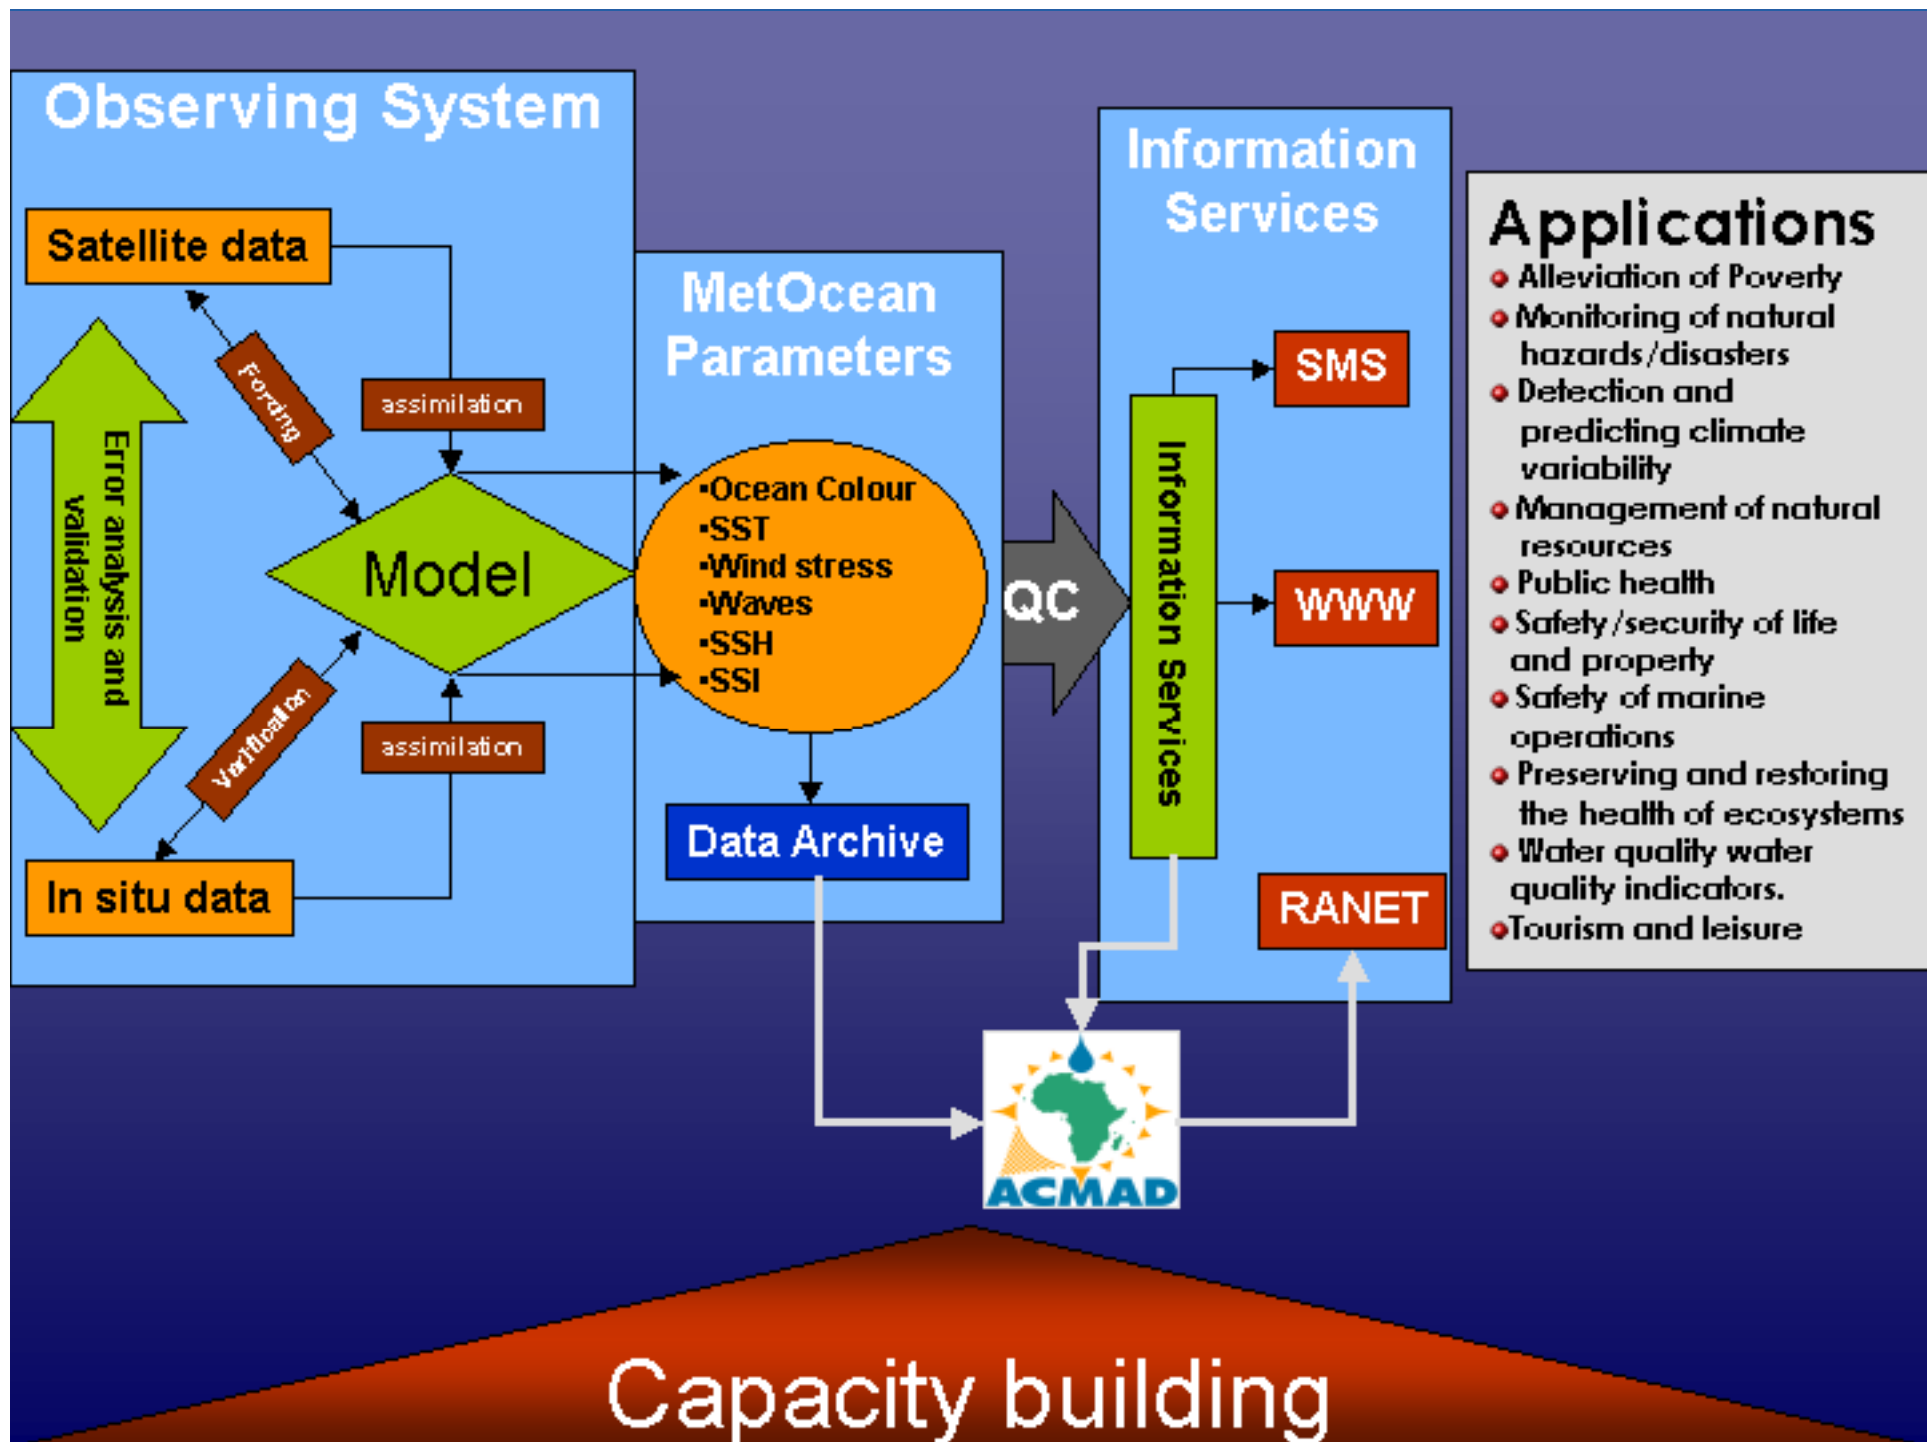 Observing System
Satellite data
Forcing
assimilation
Error analysis and
validation
Model
Verification
assimilation
In situ data
MetOcean
Parameters
•Ocean Colour
•SST
•Wind stress
•Waves
•SSH
•SSI
Data Archive
QC
Information
Services
Information Services
SMS
WWW
RANET
ACMAD
Applications
Alleviation of Poverty
Monitoring of natural
hazards/disasters
Detection and
predicting climate
variability
Management of natural
resources
Public health
Safety/security of life
and property
Safety of marine
operations
Preserving and restoring
the health of ecosystems
Water quality water
quality indicators.
Tourism and leisure
Capacity building